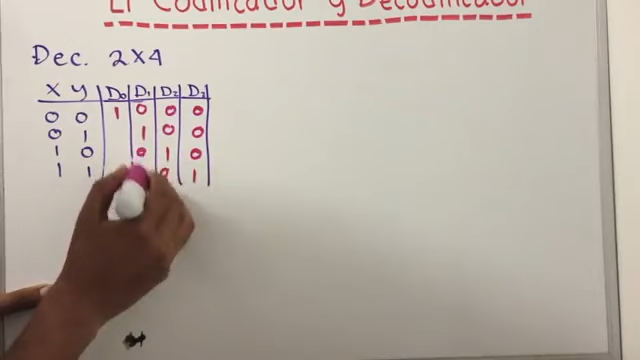 El Codificador y Decodificador
Dec. 2x4
X Y D0 D1 D2 D3
0 0 1 0 0 0
0 1 1 0 0
1 0 0 1 0
1 1 0 1